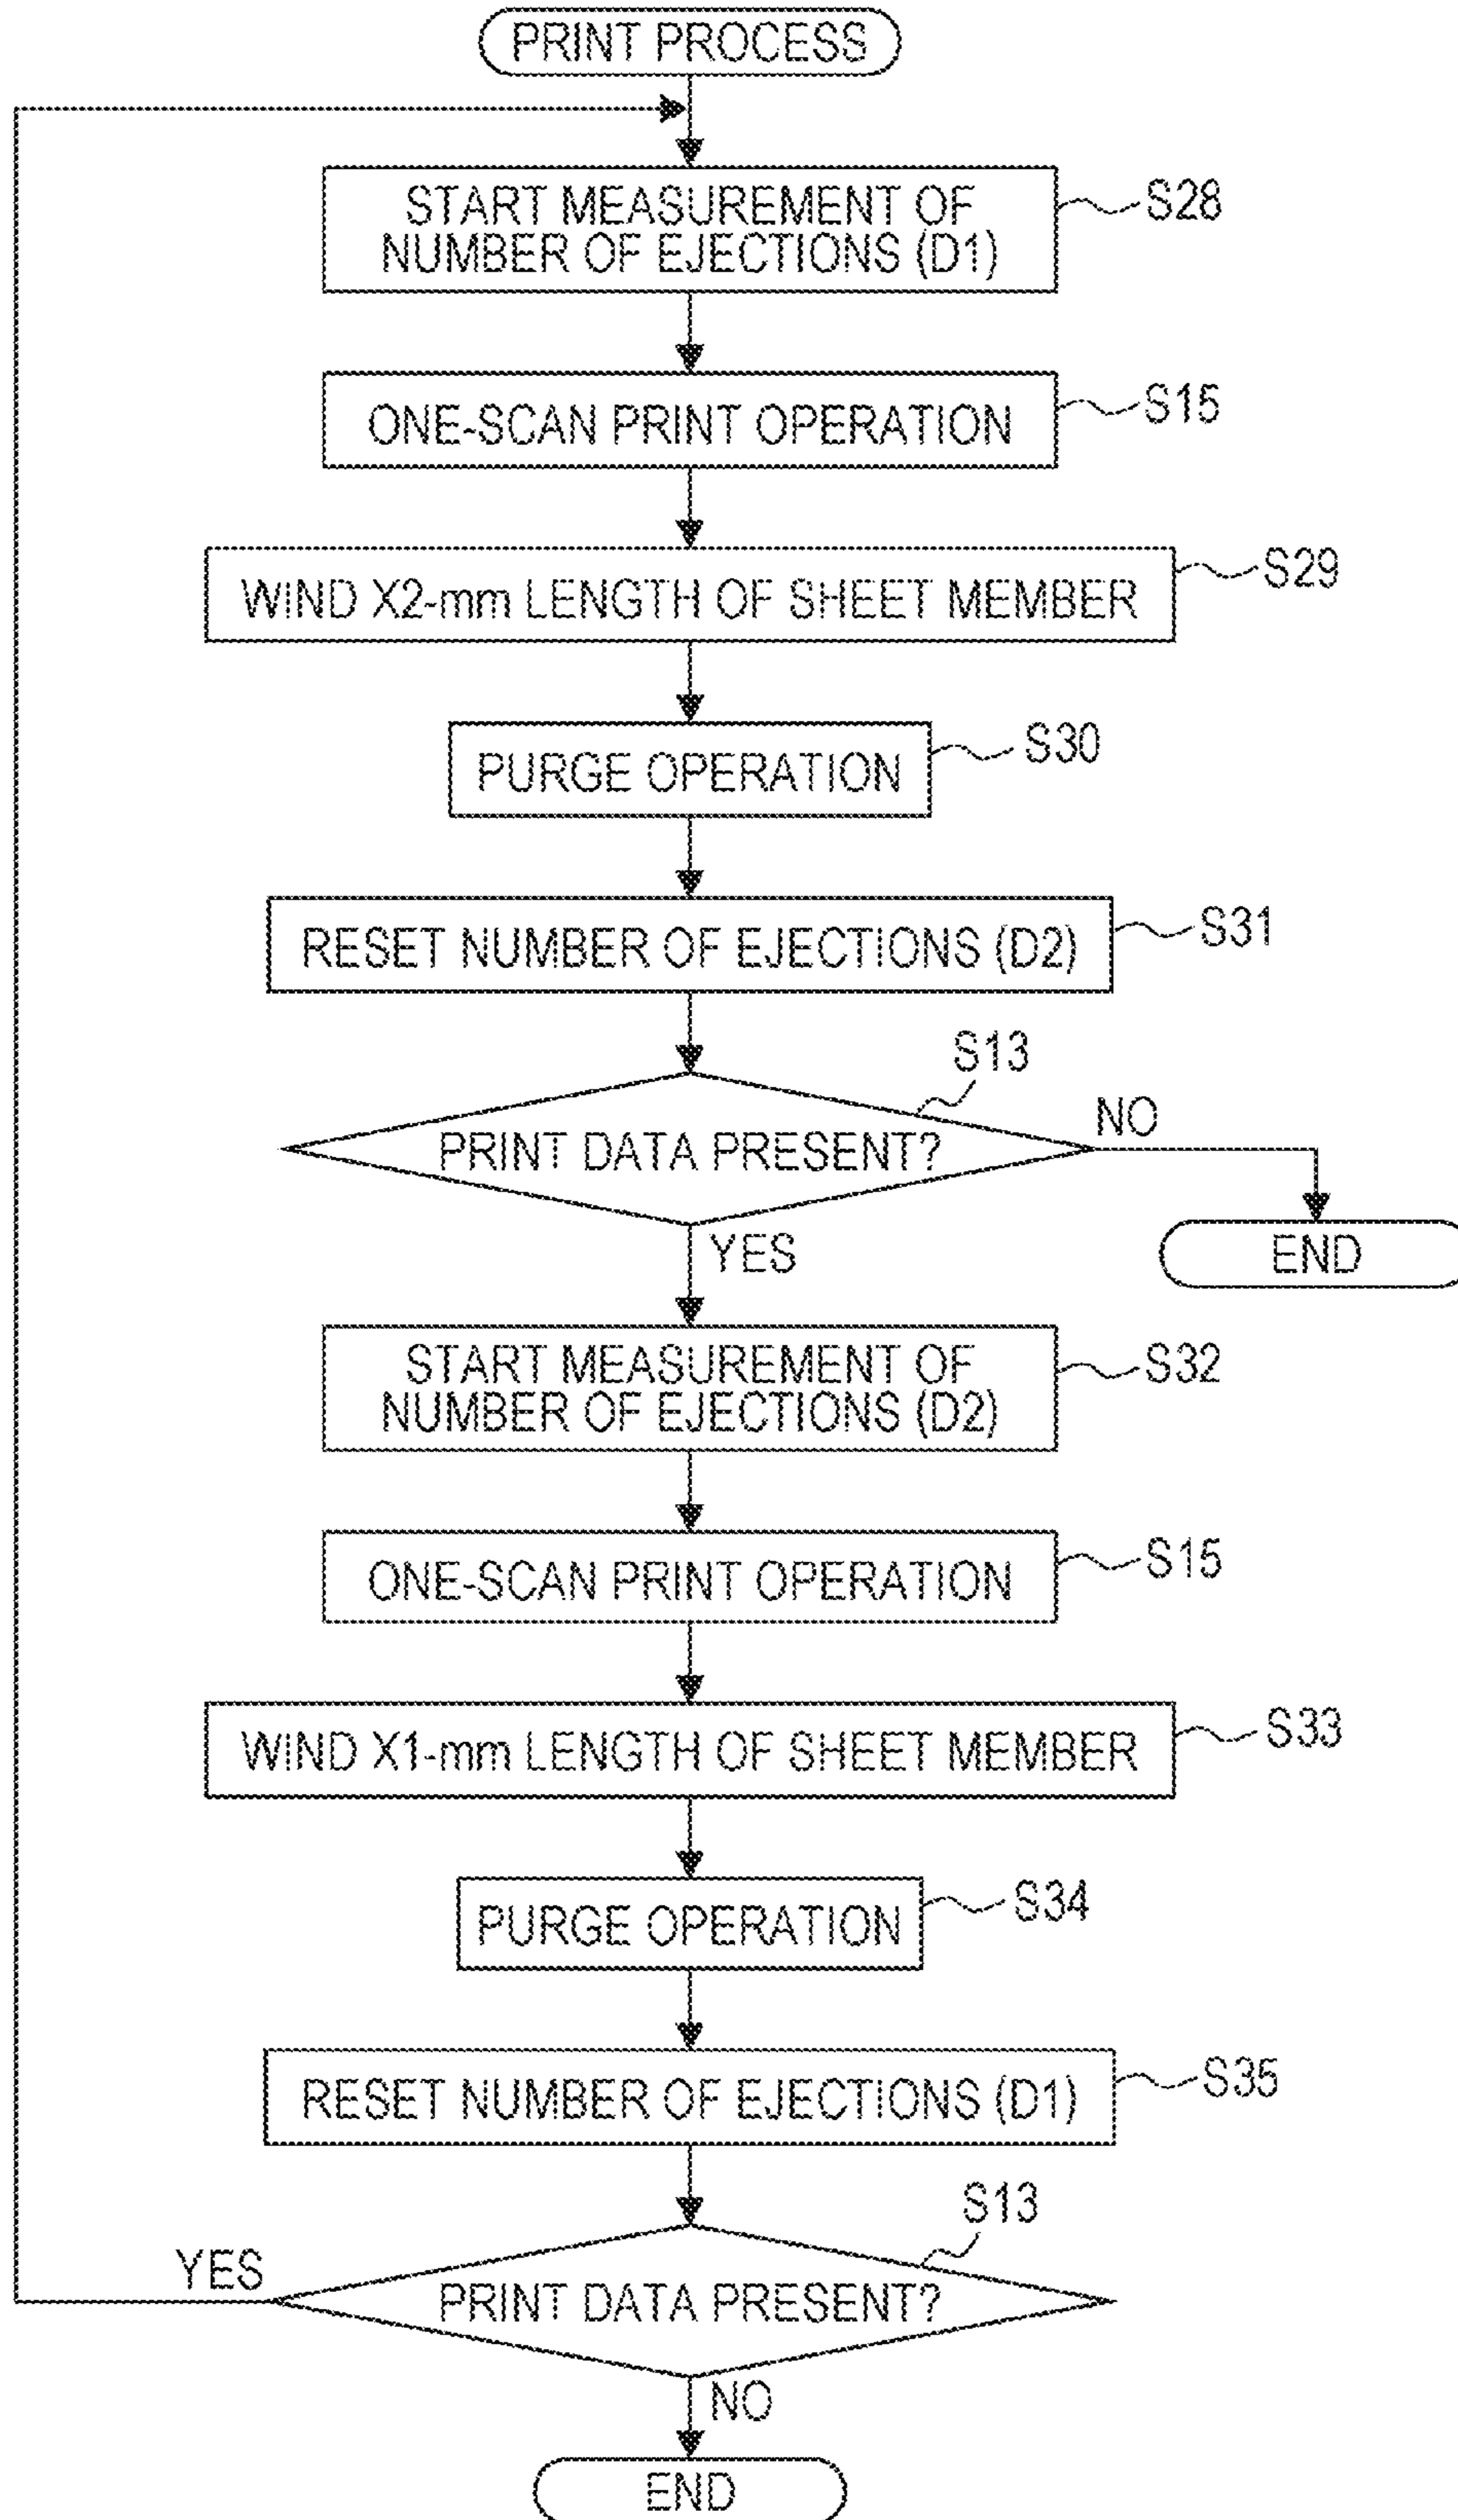 PRINT PROCESS
START MEASUREMENT OF
NUMBER OF EJECTIONS (D1)
S28
ONE-SCAN PRINT OPERATION
S15
WIND X2-mm LENGTH OF SHEET MEMBER
S29
PURGE OPERATION
S30
RESET NUMBER OF EJECTIONS (D2)
S31
S13
PRINT DATA PRESENT?
NO
END
YES
START MEASUREMENT OF
NUMBER OF EJECTIONS (D2)
S32
ONE-SCAN PRINT OPERATION
S15
WIND X1-mm LENGTH OF SHEET MEMBER
S33
PURGE OPERATION
S34
RESET NUMBER OF EJECTIONS (D1)
S35
S13
YES
PRINT DATA PRESENT?
NO
END